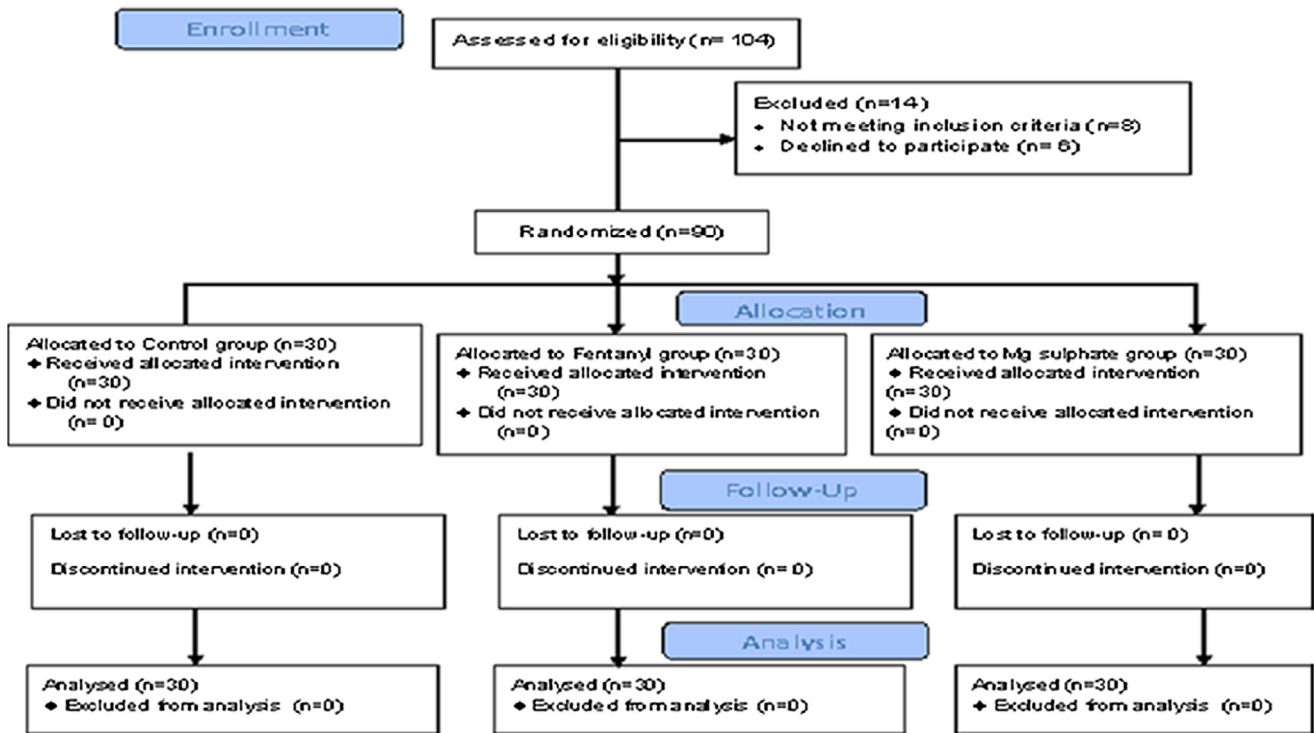 Enrollment
Assessed for eligibility (n= 104)
Excluded (n=14)
⬥ Not meeting inclusion criteria (n=8)
⬥ Declined to participate (n= 6)
Randomized (n=90)
Allocation
Allocated to Control group (n=30)
⬥ Received allocated intervention
(n=30)
⬥ Did not receive allocated intervention
(n= 0)
Allocated to Fentanyl group (n=30)
⬥ Received allocated intervention
(n=30)
⬥ Did not receive allocated intervention
(n=0)
Allocated to Mg sulphate group (n=30)
⬥ Received allocated intervention
(n=30)
⬥ Did not receive allocated intervention
(n=0)
Follow-Up
Lost to follow-up (n=0)
Discontinued intervention (n=0)
Lost to follow-up (n=0)
Discontinued intervention (n= 0)
Lost to follow-up (n= 0)
Discontinued intervention (n=0)
Analysis
Analysed (n=30)
⬥ Excluded from analysis (n=0)
Analysed (n=30)
⬥ Excluded from analysis (n=0)
Analysed (n=30)
⬥ Excluded from analysis (n=0)